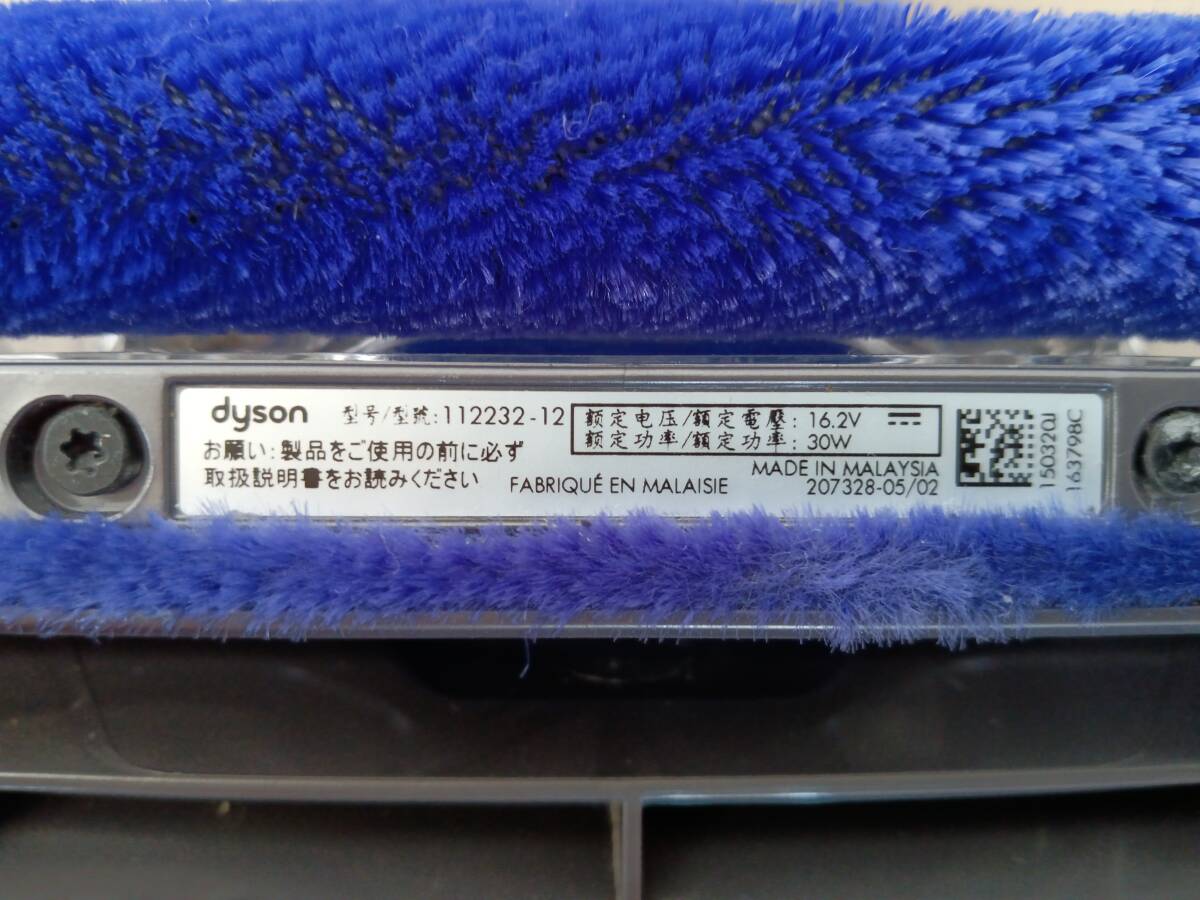 dyson 型号/型號: 112232-12
お願い: 製品をご使用の前に必ず
取扱説明書をお読みください
FABRIQUÉ EN MALAISIE
额定电压/額定電壓: 16.2V
额定功率/額定功率: 30W
MADE IN MALAYSIA
207328-05/02
150320J
163798C